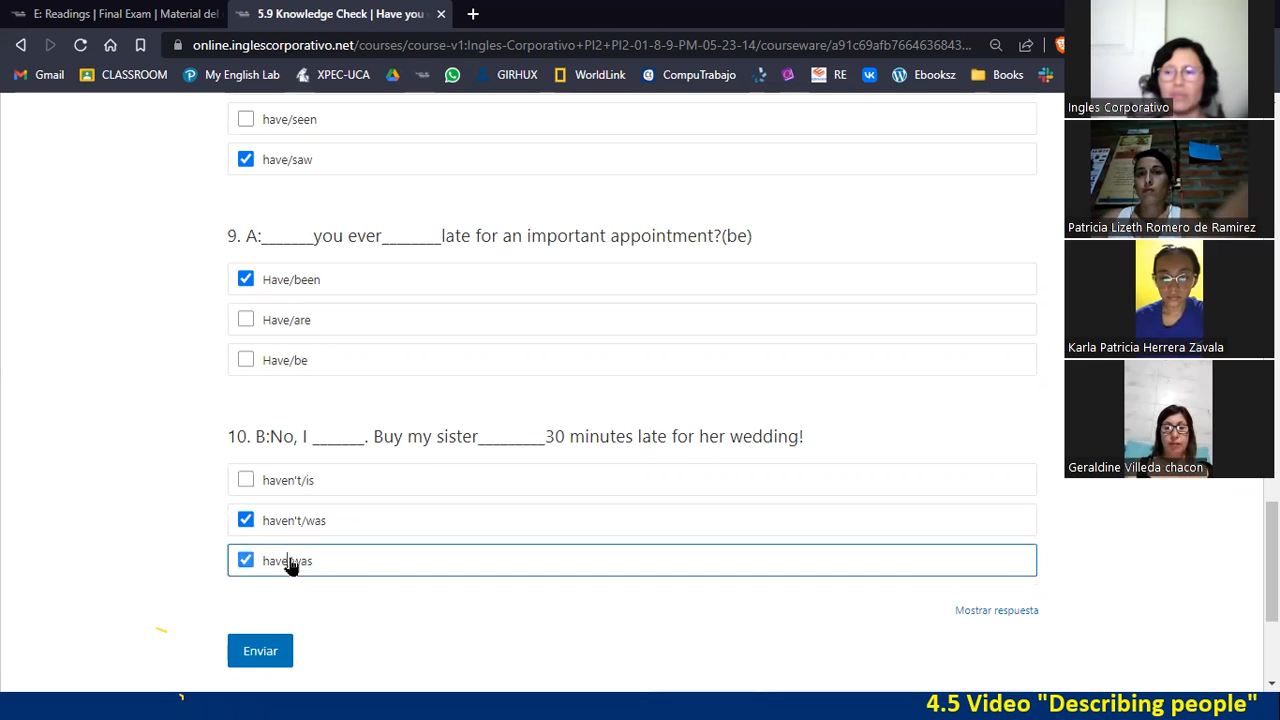 E: Readings | Final Exam | Material del
5.9 Knowledge Check | Have you
online.inglescorporativo.net/courses/course-v1:Ingles-Corporativo+PI2+PI2-01-8-9-PM-05-23-14/courseware/a91c69afb7664636843...
Gmail CLASSROOM My English Lab XPEC-UCA GIRHUX WorldLink CompuTrabajo RE Ebooksz Books
have/seen
have/saw
9. A:_______you ever_______late for an important appointment?(be)
Have/been
Have/are
Have/be
10. B:No, I _______. Buy my sister_________30 minutes late for her wedding!
haven't/is
haven't/was
have/was
Mostrar respuesta
Enviar
Ingles Corporativo
Patricia Lizeth Romero de Ramirez
Karla Patricia Herrera Zavala
Geraldine Villeda chacon
4.5 Video "Describing people"